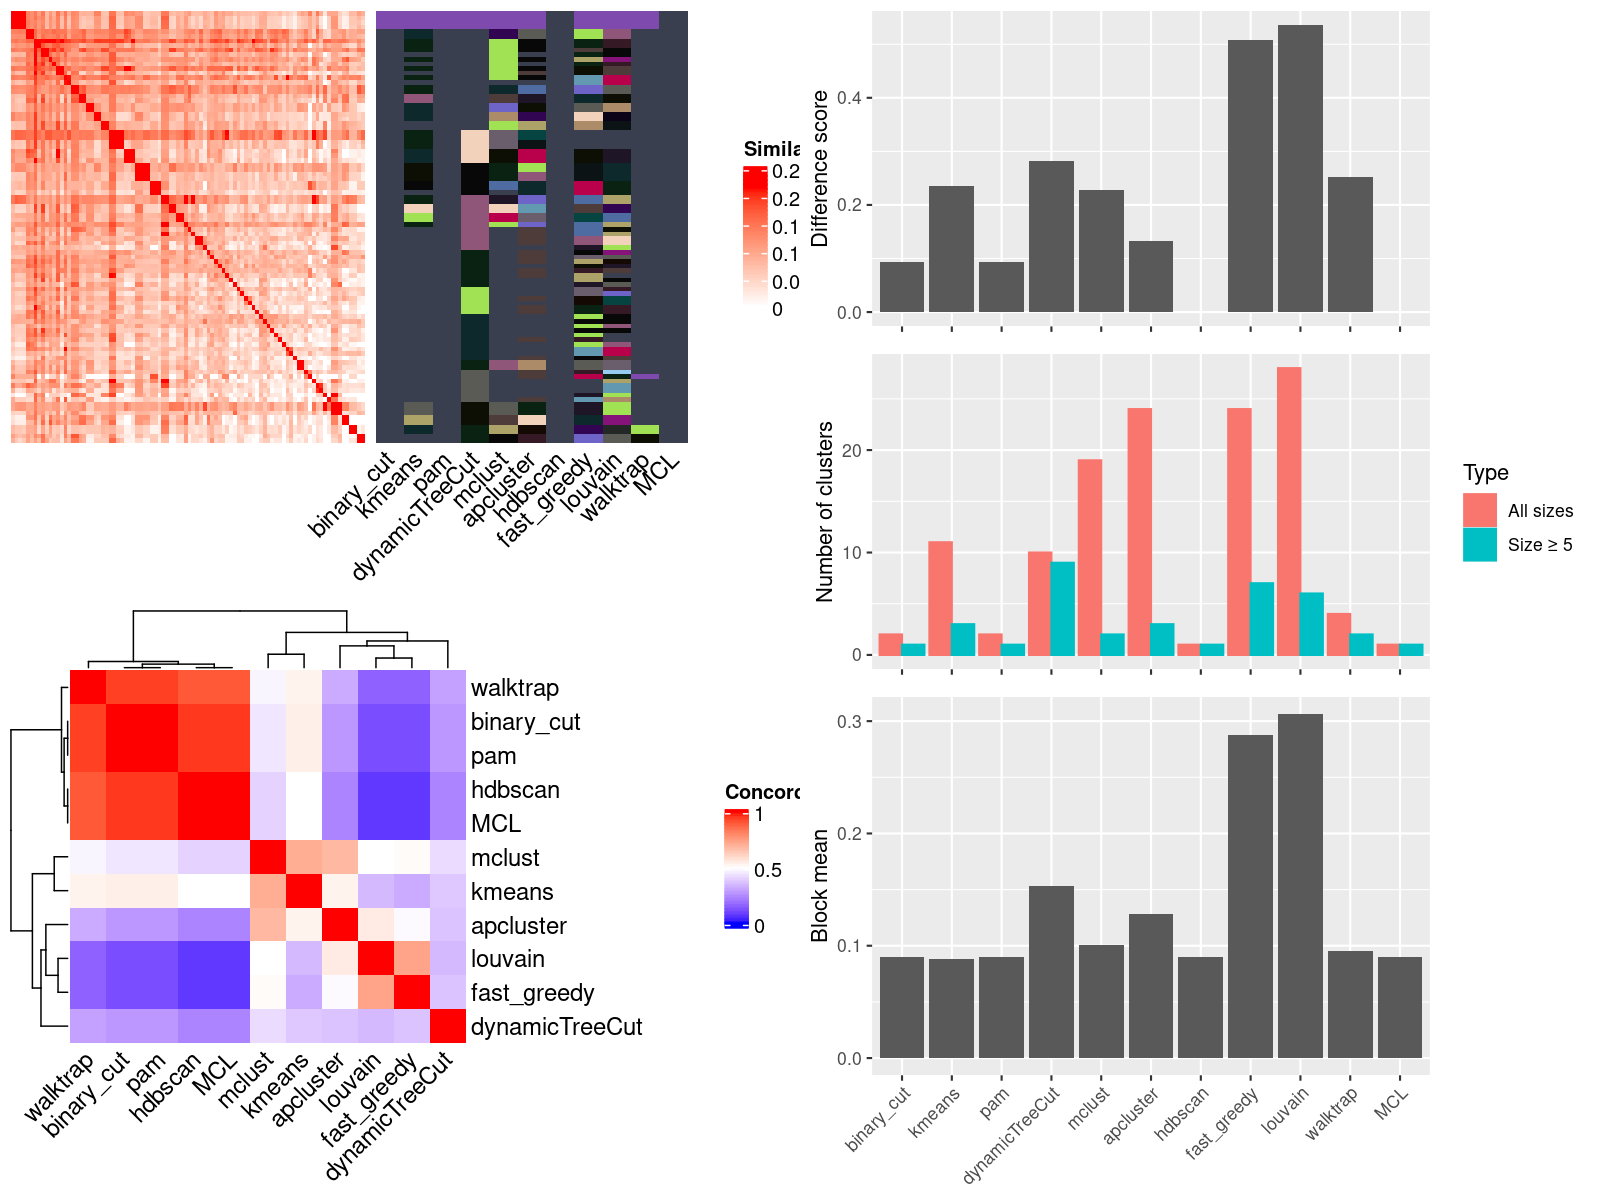 Simila
0.2
0.2
0.1
0.1
0.0
0
binary_cut
kmeans
pam
dynamicTreeCut
mclust
apcluster
hdbscan
fast_greedy
louvain
walktrap
MCL
Concord
1
0.5
0
walktrap
binary_cut
pam
hdbscan
MCL
mclust
kmeans
apcluster
louvain
fast_greedy
dynamicTreeCut
walktrap
binary_cut
pam
hdbscan
MCL
mclust
kmeans
apcluster
louvain
fast_greedy
dynamicTreeCut
Difference score
0.4
0.2
0.0
Number of clusters
20
10
0
Type
All sizes
Size ≥ 5
Block mean
0.3
0.2
0.1
0.0
binary_cut
kmeans
pam
dynamicTreeCut
mclust
apcluster
hdbscan
fast_greedy
louvain
walktrap
MCL